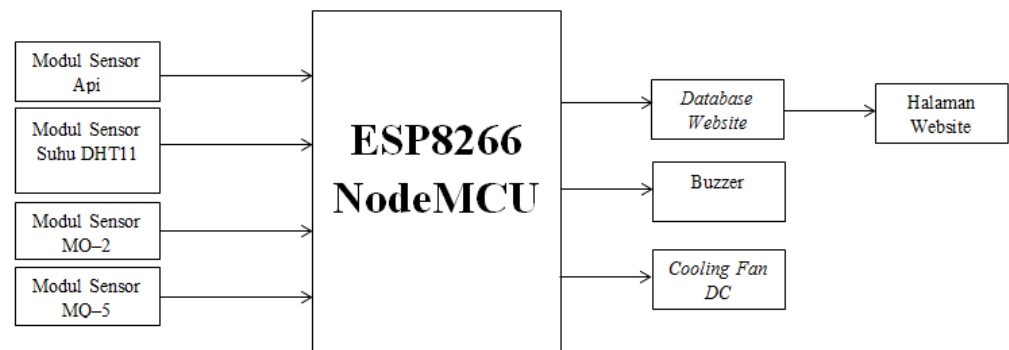 Modul Sensor
Api
Modul Sensor
Suhu DHT11
Modul Sensor
MQ–2
Modul Sensor
MQ–5
ESP8266
NodeMCU
Database
Website
Halaman
Website
Buzzer
Cooling Fan
DC